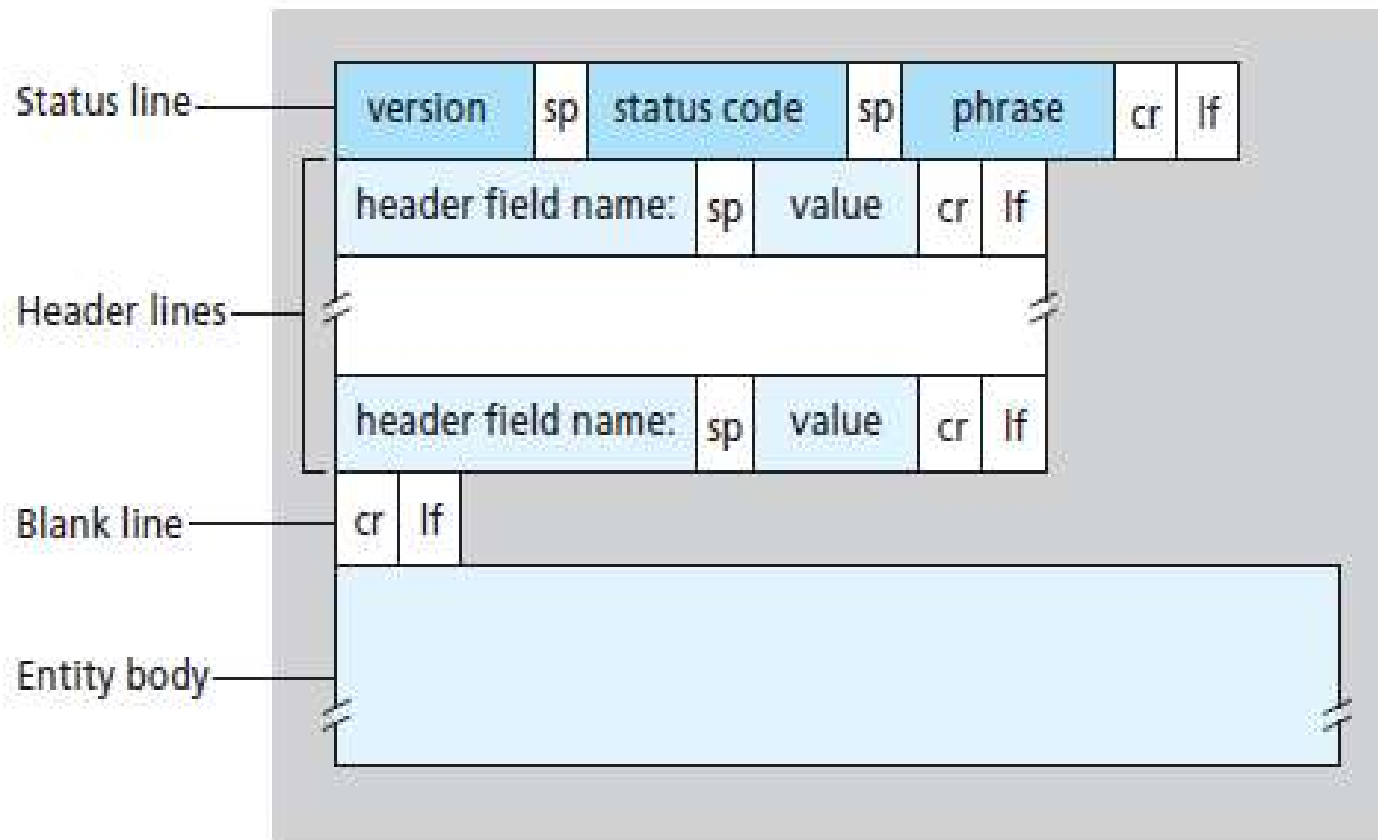 Status line version sp status code sp phrase cr lf
header field name: sp value cr lf
Header lines
header field name: sp value cr lf
Blank line cr lf
Entity body